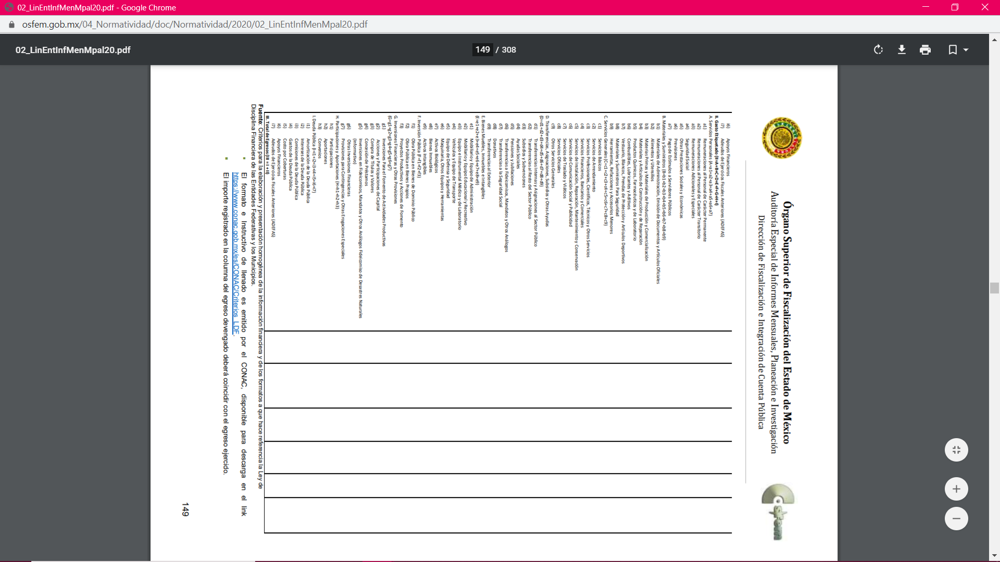 02_LinEntInfMenMpal20.pdf - Google Chrome
osfem.gob.mx/04_Normatividad/doc/Normatividad/2020/02_LinEntInfMenMpal20.pdf
02_LinEntInfMenMpal20.pdf
149 / 308
Órgano Superior de Fiscalización del Estado de México
Auditoría Especial de Informes Mensuales, Planeación e Investigación
Dirección de Fiscalización e Integración de Cuenta Pública
i6) Apoyos Financieros
i7) Adeudos de Ejercicios Fiscales Anteriores (ADEFAS)
II. Gasto Etiquetado (II=A+B+C+D+E+F+G+H+I)
A. Servicios Personales (A=a1+a2+a3+a4+a5+a6+a7)
a1) Remuneraciones al Personal de Carácter Permanente
a2) Remuneraciones al Personal de Carácter Transitorio
a3) Remuneraciones Adicionales y Especiales
a4) Seguridad Social
a5) Otras Prestaciones Sociales y Económicas
a6) Previsiones
a7) Pago de Estímulos a Servidores Públicos
B. Materiales y Suministros (B=b1+b2+b3+b4+b5+b6+b7+b8+b9)
b1) Materiales de Administración, Emisión de Documentos y Artículos Oficiales
b2) Alimentos y Utensilios
b3) Materias Primas y Materiales de Producción y Comercialización
b4) Materiales y Artículos de Construcción y de Reparación
b5) Productos Químicos, Farmacéuticos y de Laboratorio
b6) Combustibles, Lubricantes y Aditivos
b7) Vestuario, Blancos, Prendas de Protección y Artículos Deportivos
b8) Materiales y Suministros Para Seguridad
b9) Herramientas, Refacciones y Accesorios Menores
C. Servicios Generales (C=c1+c2+c3+c4+c5+c6+c7+c8+c9)
c1) Servicios Básicos
c2) Servicios de Arrendamiento
c3) Servicios Profesionales, Científicos, Técnicos y Otros Servicios
c4) Servicios Financieros, Bancarios y Comerciales
c5) Servicios de Instalación, Reparación, Mantenimiento y Conservación
c6) Servicios de Comunicación Social y Publicidad
c7) Servicios de Traslado y Viáticos
c8) Servicios Oficiales
c9) Otros Servicios Generales
D. Transferencias, Asignaciones, Subsidios y Otras Ayudas
(D=d1+d2+d3+d4+d5+d6+d7+d8+d9)
d1) Transferencias Internas y Asignaciones al Sector Público
d2) Transferencias al Resto del Sector Público
d3) Subsidios y Subvenciones
d4) Ayudas Sociales
d5) Pensiones y Jubilaciones
d6) Transferencias a Fideicomisos, Mandatos y Otros Análogos
d7) Transferencias a la Seguridad Social
d8) Donativos
d9) Transferencias al Exterior
E. Bienes Muebles, Inmuebles e Intangibles
(E=e1+e2+e3+e4+e5+e6+e7+e8+e9)
e1) Mobiliario y Equipo de Administración
e2) Mobiliario y Equipo Educacional y Recreativo
e3) Equipo e Instrumental Médico y de Laboratorio
e4) Vehículos y Equipo de Transporte
e5) Equipo de Defensa y Seguridad
e6) Maquinaria, Otros Equipos y Herramientas
e7) Activos Biológicos
e8) Bienes Inmuebles
e9) Activos Intangibles
F. Inversión Pública (F=f1+f2+f3)
f1) Obra Pública en Bienes de Dominio Público
f2) Obra Pública en Bienes Propios
f3) Proyectos Productivos y Acciones de Fomento
G. Inversiones Financieras y Otras Provisiones
(G=g1+g2+g3+g4+g5+g6+g7)
g1) Inversiones Para el Fomento de Actividades Productivas
g2) Acciones y Participaciones de Capital
g3) Compra de Títulos y Valores
g4) Concesión de Préstamos
g5) Inversiones en Fideicomisos, Mandatos y Otros Análogos Fideicomiso de Desastres Naturales
(Informativo)
g6) Otras Inversiones Financieras
g7) Provisiones para Contingencias y Otras Erogaciones Especiales
H. Participaciones y Aportaciones (H=h1+h2+h3)
h1) Participaciones
h2) Aportaciones
h3) Convenios
I. Deuda Pública (I=i1+i2+i3+i4+i5+i6+i7)
i1) Amortización de la Deuda Pública
i2) Intereses de la Deuda Pública
i3) Comisiones de la Deuda Pública
i4) Gastos de la Deuda Pública
i5) Costo por Coberturas
i6) Apoyos Financieros
i7) Adeudos de Ejercicios Fiscales Anteriores (ADEFAS)
III. Total de Egresos (III = I + II)
Fuente: Criterios para la elaboración y presentación homogénea de la información financiera y de los formatos a que hace referencia la Ley de
Disciplina Financiera de las Entidades Federativas y los Municipios.
▪ El formato e Instructivo de llenado es emitido por el CONAC, disponible para descarga en el link
https://www.conac.gob.mx/es/CONAC/Criterios_LDF.
▪ El importe registrado en la columna del egreso devengado deberá coincidir con el egreso ejercido.
149